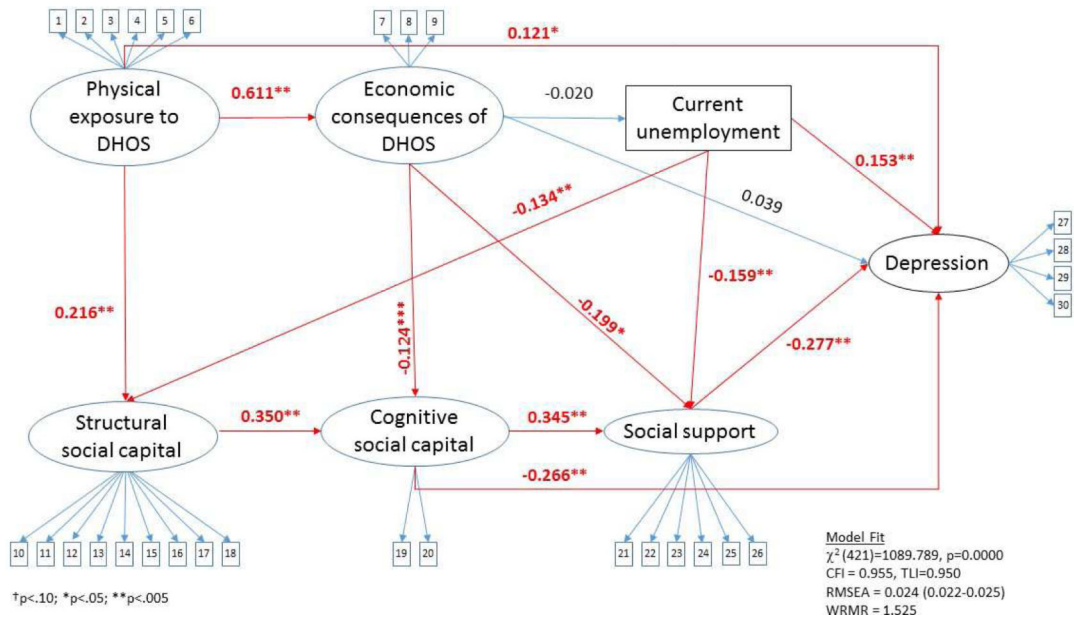 1 2 3 4 5 6
7 8 9
0.121*
Physical
exposure to
DHOS
0.611**
Economic
consequences of
DHOS
-0.020
Current
unemployment
0.153**
-0.134**
0.039
27
28
29
30
Depression
-0.159**
0.216**
-0.124***
-0.199*
-0.277**
Structural
social capital
0.350**
Cognitive
social capital
0.345**
Social support
-0.266**
10 11 12 13 14 15 16 17 18
19 20
21 22 23 24 25 26
Model Fit
χ²(421)=1089.789, p=0.0000
CFI = 0.955, TLI=0.950
RMSEA = 0.024 (0.022-0.025)
WRMR = 1.525
†p<.10; *p<.05; **p<.005